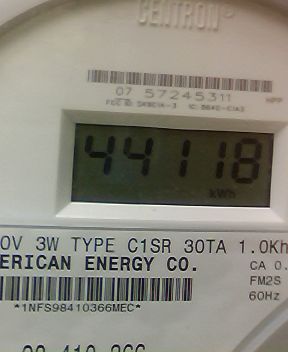 CENTRON®
07 57245311
44118
kWh
0V 3W TYPE C1SR 30TA 1.0Kh
ERICAN ENERGY CO.
CA 0.
FM2S
60Hz
*1NFS98410366MEC*